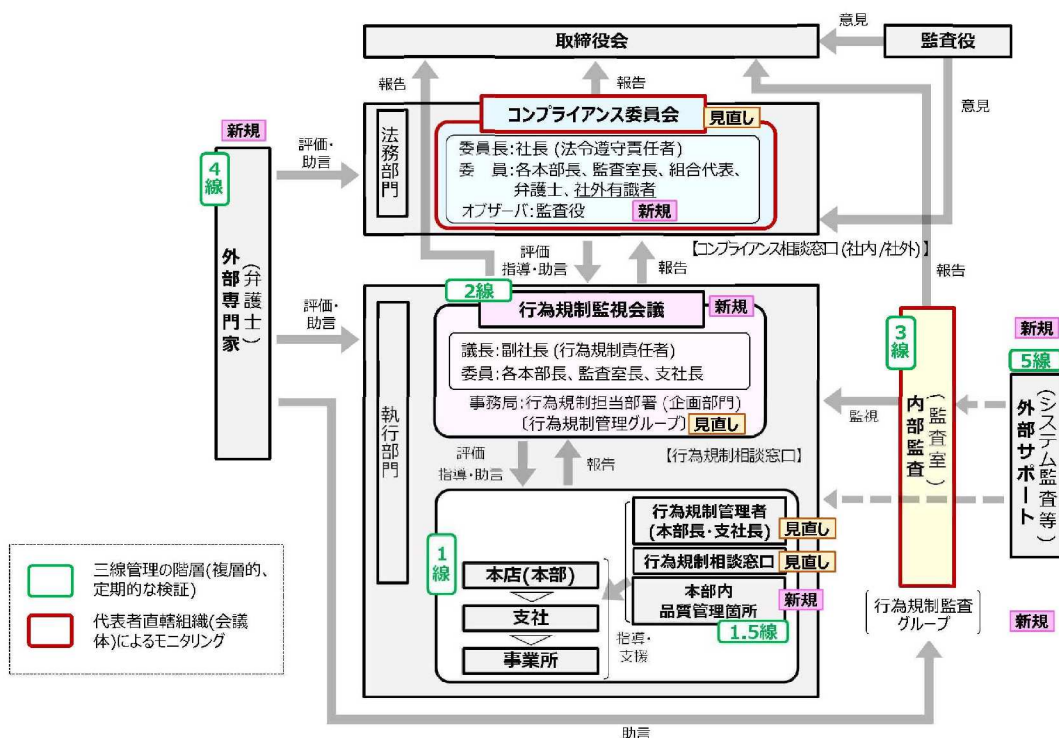 意見
取締役会
監査役
報告
報告
意見
コンプライアンス委員会
見直し
新規
4線
外部専門家
(弁護士)
評価・
助言
法務部門
委員長:社長(法令遵守責任者)
委　員:各本部長、監査室長、組合代表、
弁護士、社外有識者
オブザーバ:監査役
新規
【コンプライアンス相談窓口(社内/社外)】
評価
指導・助言
報告
報告
2線
行為規制監視会議
新規
評価・
助言
議長:副社長(行為規制責任者)
委員:各本部長、監査室長、支社長
事務局:行為規制担当部署(企画部門)
〔行為規制管理グループ〕
見直し
執行部門
3線
内部監査
(監査室)
監視
新規
5線
外部サポート
(システム監査等)
評価
指導・助言
報告
【行為規制相談窓口】
1線
行為規制管理者
(本部長・支社長)
見直し
行為規制相談窓口
見直し
本部内
品質管理箇所
新規
1.5線
本店(本部)
支社
事業所
指導・
支援
行為規制監査
グループ
新規
三線管理の階層(複層的、
定期的な検証)
代表者直轄組織(会議
体)によるモニタリング
助言